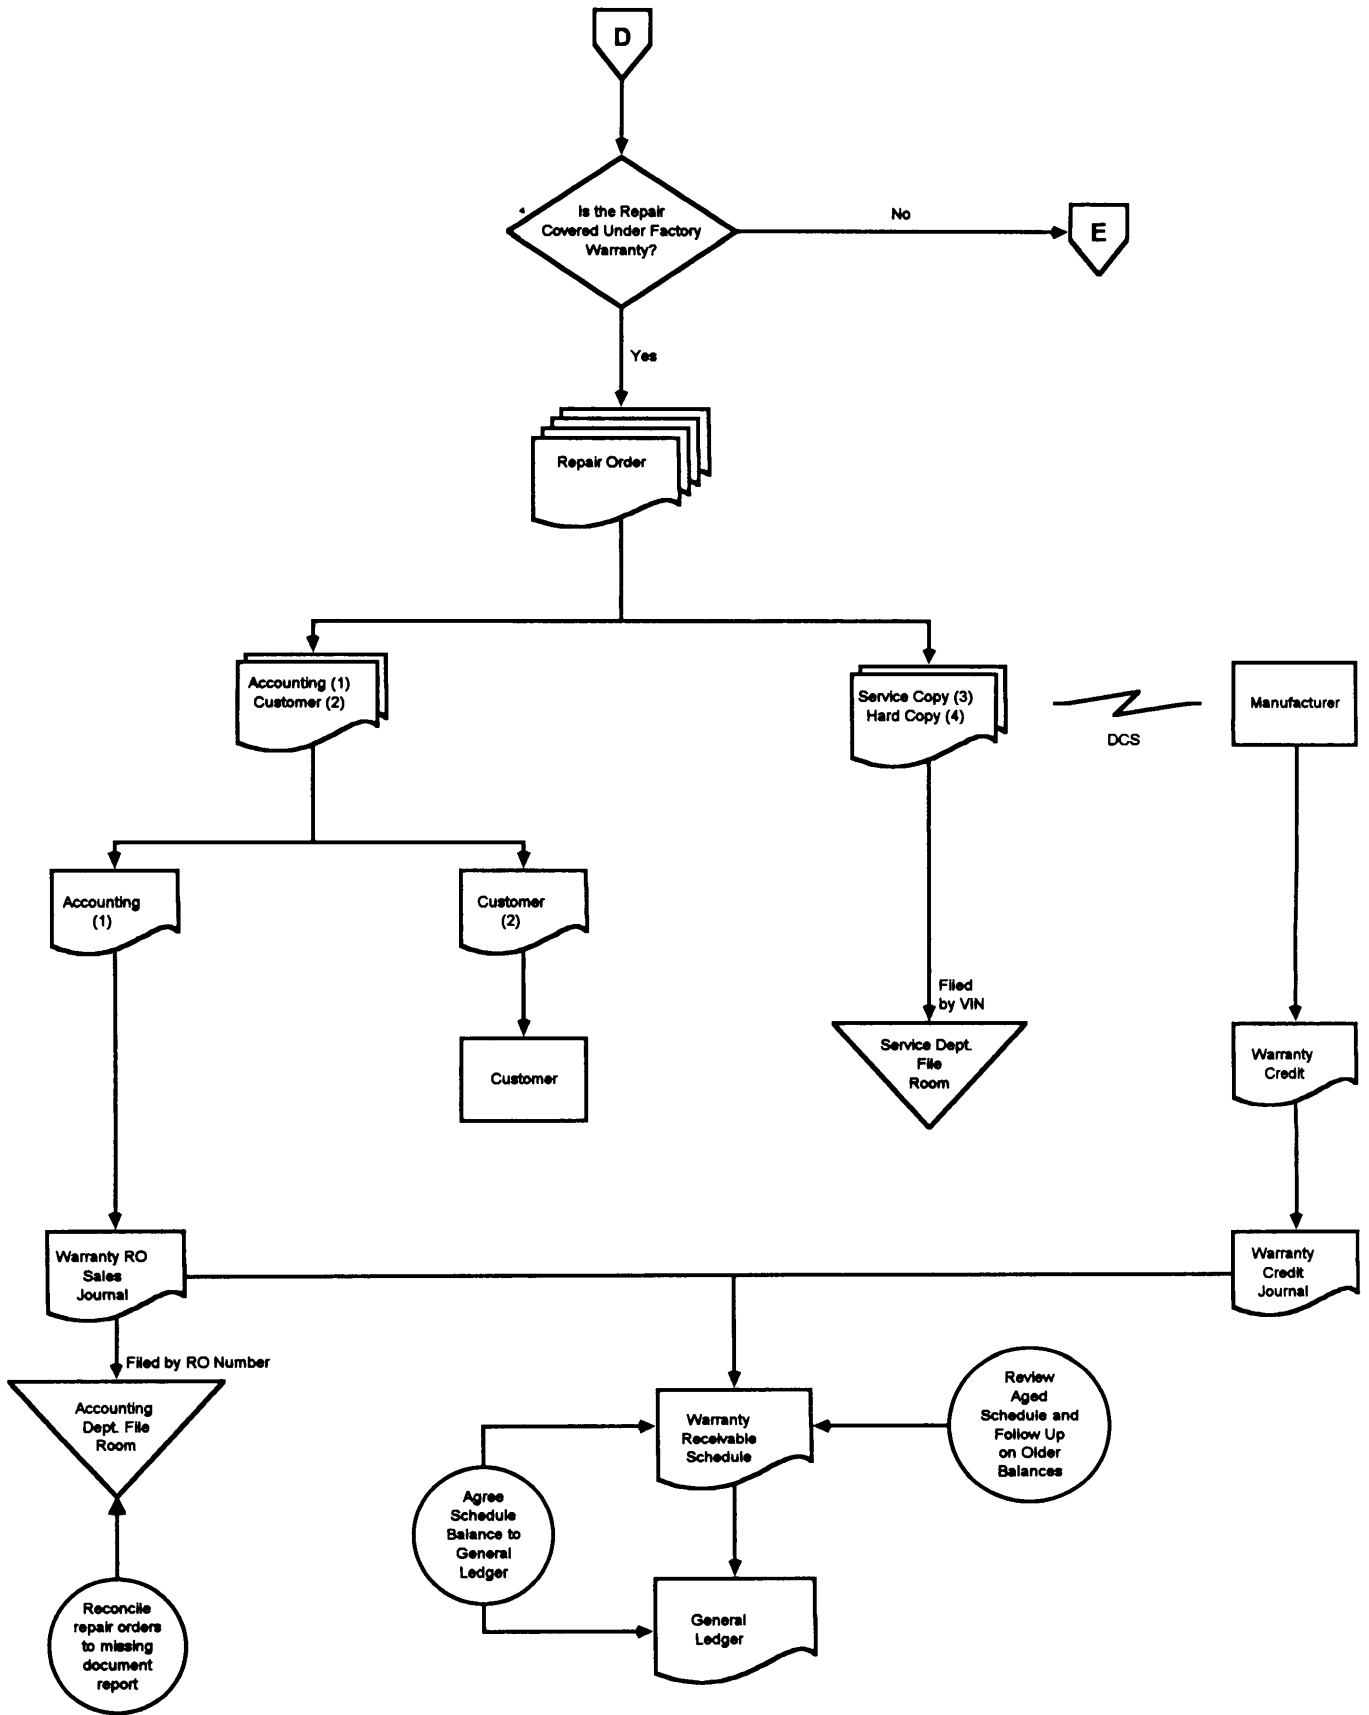 D
Is the Repair
Covered Under Factory
Warranty?
No
E
Yes
Repair Order
Accounting (1)
Customer (2)
Service Copy (3)
Hard Copy (4)
DCS
Manufacturer
Accounting
(1)
Customer
(2)
Filed
by VIN
Customer
Service Dept.
File
Room
Warranty
Credit
Warranty RO
Sales
Journal
Warranty
Credit
Journal
Filed by RO Number
Accounting
Dept. File
Room
Warranty
Receivable
Schedule
Review
Aged
Schedule and
Follow Up
on Older
Balances
Agree
Schedule
Balance to
General
Ledger
General
Ledger
Reconcile
repair orders
to missing
document
report